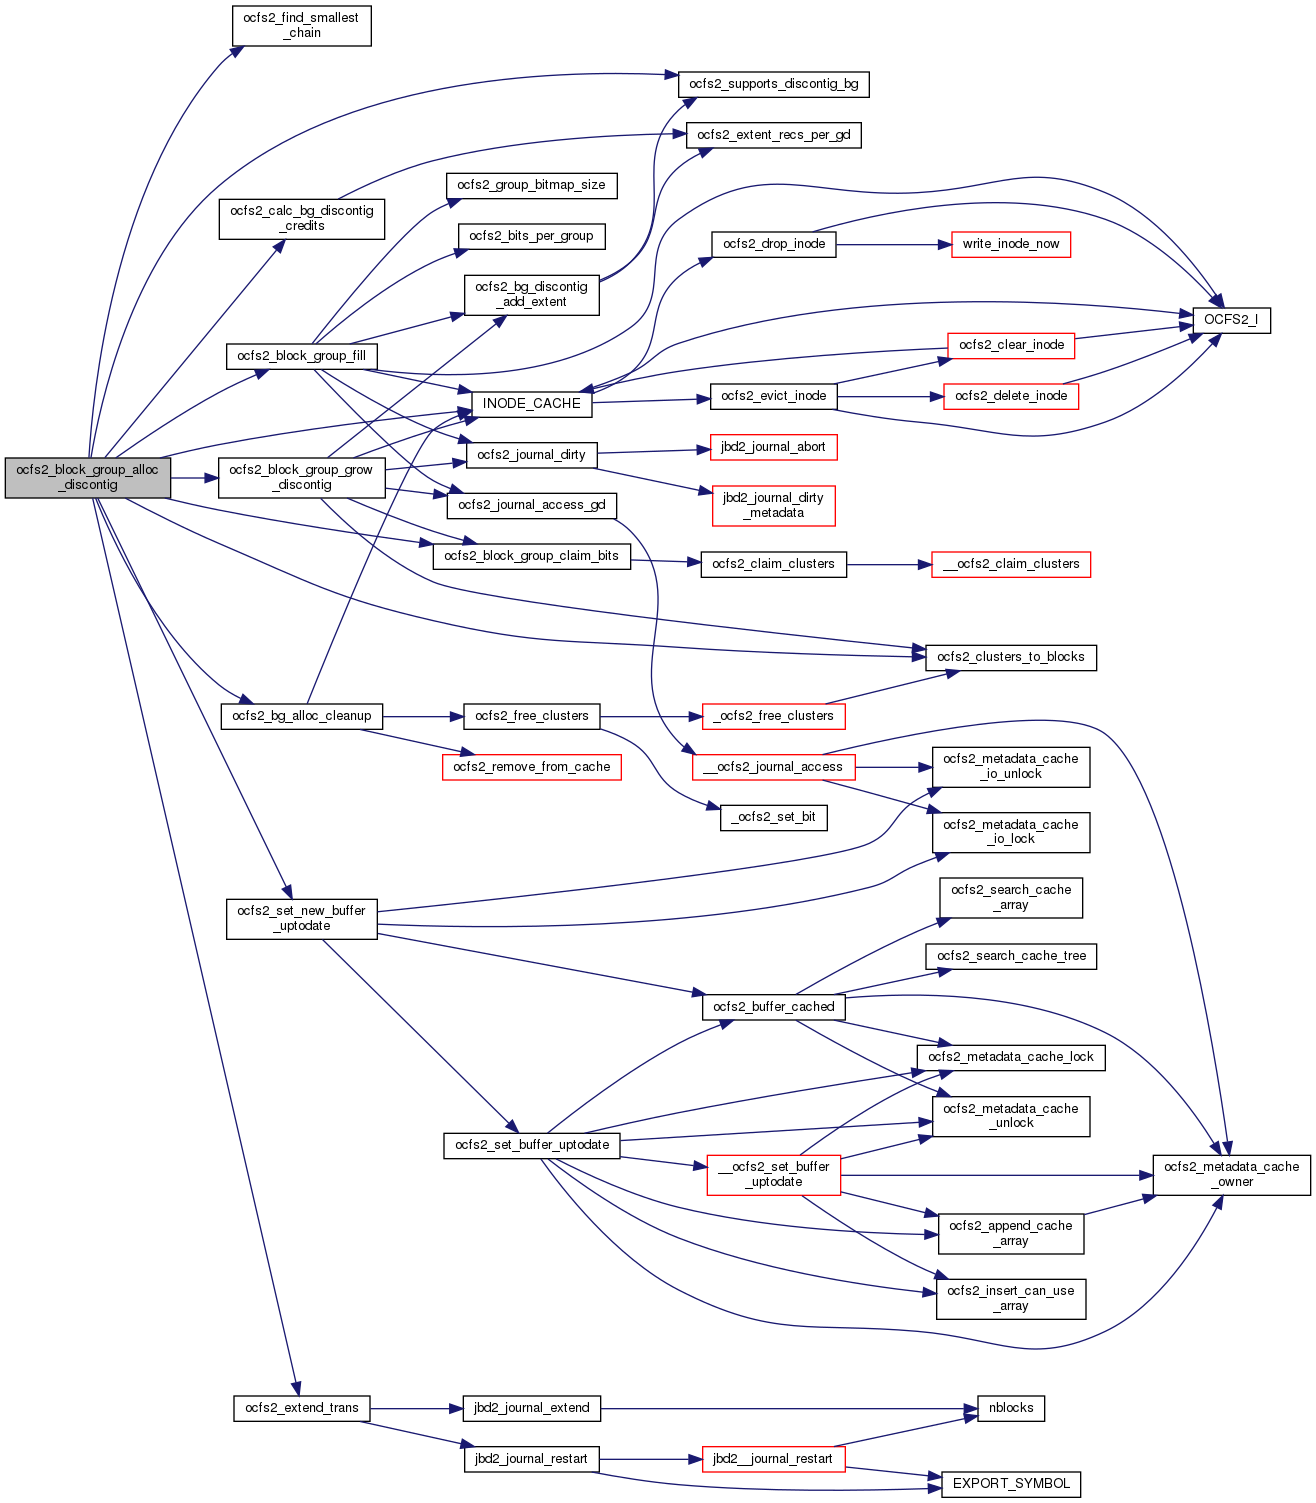 ocfs2_find_smallest
_chain
ocfs2_supports_discontig_bg
ocfs2_extent_recs_per_gd
ocfs2_group_bitmap_size
ocfs2_calc_bg_discontig
_credits
ocfs2_bits_per_group
ocfs2_drop_inode
write_inode_now
ocfs2_bg_discontig
_add_extent
OCFS2_I
ocfs2_block_group_fill
ocfs2_clear_inode
INODE_CACHE
ocfs2_evict_inode
ocfs2_delete_inode
ocfs2_journal_dirty
jbd2_journal_abort
ocfs2_block_group_alloc
_discontig
ocfs2_block_group_grow
_discontig
ocfs2_journal_access_gd
jbd2_journal_dirty
_metadata
ocfs2_block_group_claim_bits
ocfs2_claim_clusters
__ocfs2_claim_clusters
ocfs2_clusters_to_blocks
ocfs2_bg_alloc_cleanup
ocfs2_free_clusters
_ocfs2_free_clusters
ocfs2_remove_from_cache
__ocfs2_journal_access
ocfs2_metadata_cache
_io_unlock
_ocfs2_set_bit
ocfs2_metadata_cache
_io_lock
ocfs2_search_cache
_array
ocfs2_set_new_buffer
_uptodate
ocfs2_search_cache_tree
ocfs2_buffer_cached
ocfs2_metadata_cache_lock
ocfs2_metadata_cache
_unlock
ocfs2_set_buffer_uptodate
__ocfs2_set_buffer
_uptodate
ocfs2_metadata_cache
_owner
ocfs2_append_cache
_array
ocfs2_insert_can_use
_array
ocfs2_extend_trans
jbd2_journal_extend
nblocks
jbd2_journal_restart
jbd2__journal_restart
EXPORT_SYMBOL